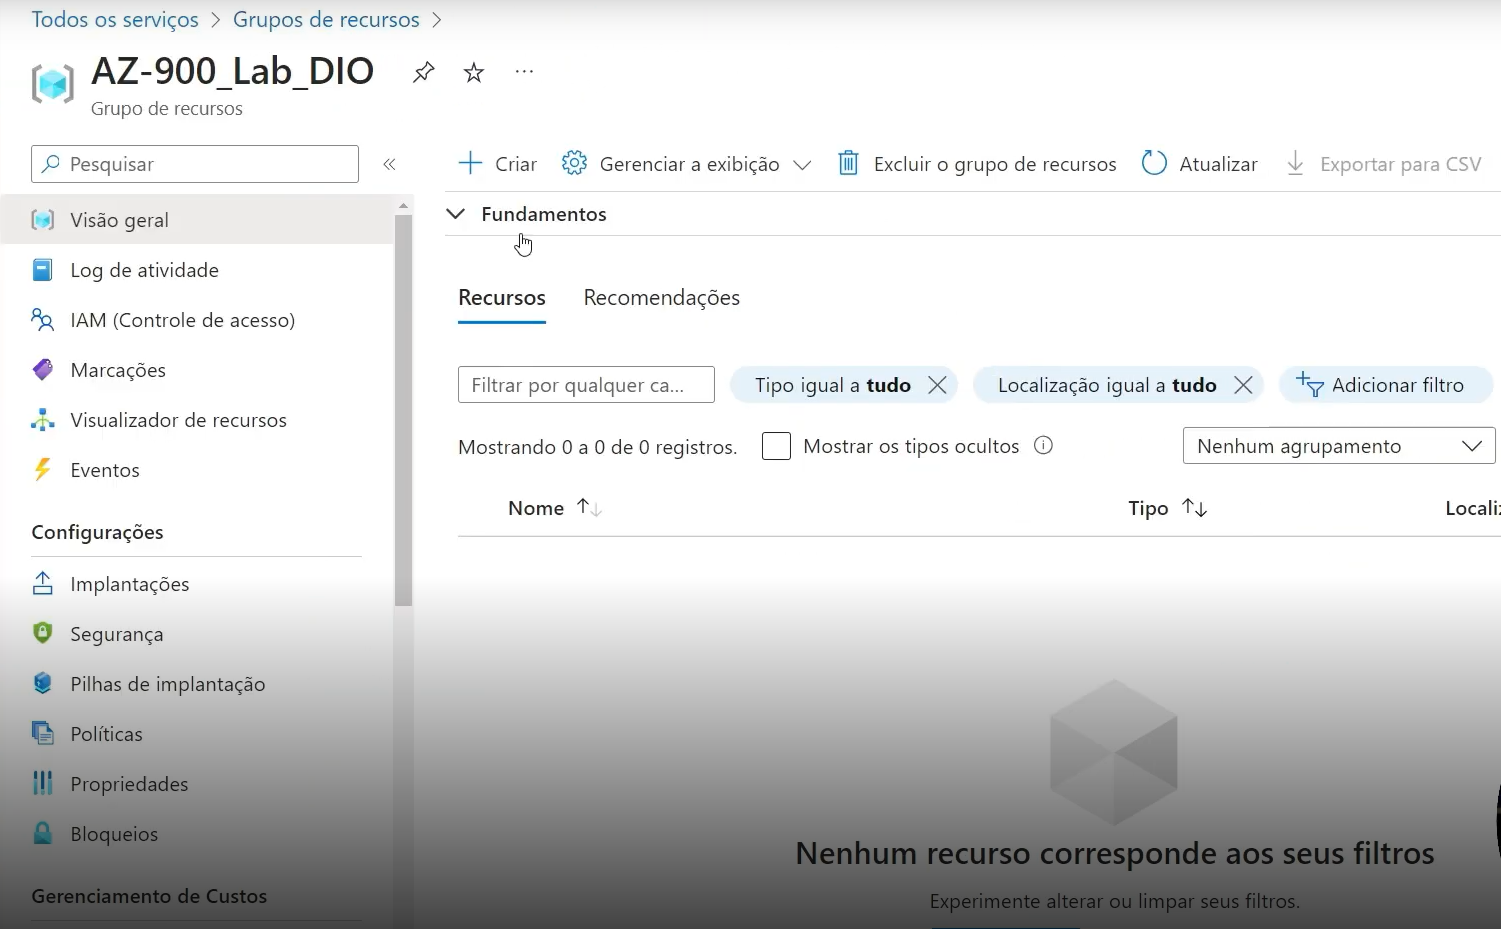 Todos os serviços > Grupos de recursos >
AZ-900_Lab_DIO
Grupo de recursos
Pesquisar
Visão geral
Log de atividade
IAM (Controle de acesso)
Marcações
Visualizador de recursos
Eventos
Configurações
Implantações
Segurança
Pilhas de implantação
Políticas
Propriedades
Bloqueios
Gerenciamento de Custos
Criar
Gerenciar a exibição
Excluir o grupo de recursos
Atualizar
Exportar para CSV
Fundamentos
Recursos
Recomendações
Filtrar por qualquer ca...
Tipo igual a tudo
Localização igual a tudo
Adicionar filtro
Mostrando 0 a 0 de 0 registros.
Mostrar os tipos ocultos
Nenhum agrupamento
Nome
Tipo
Locali
Nenhum recurso corresponde aos seus filtros
Experimente alterar ou limpar seus filtros.